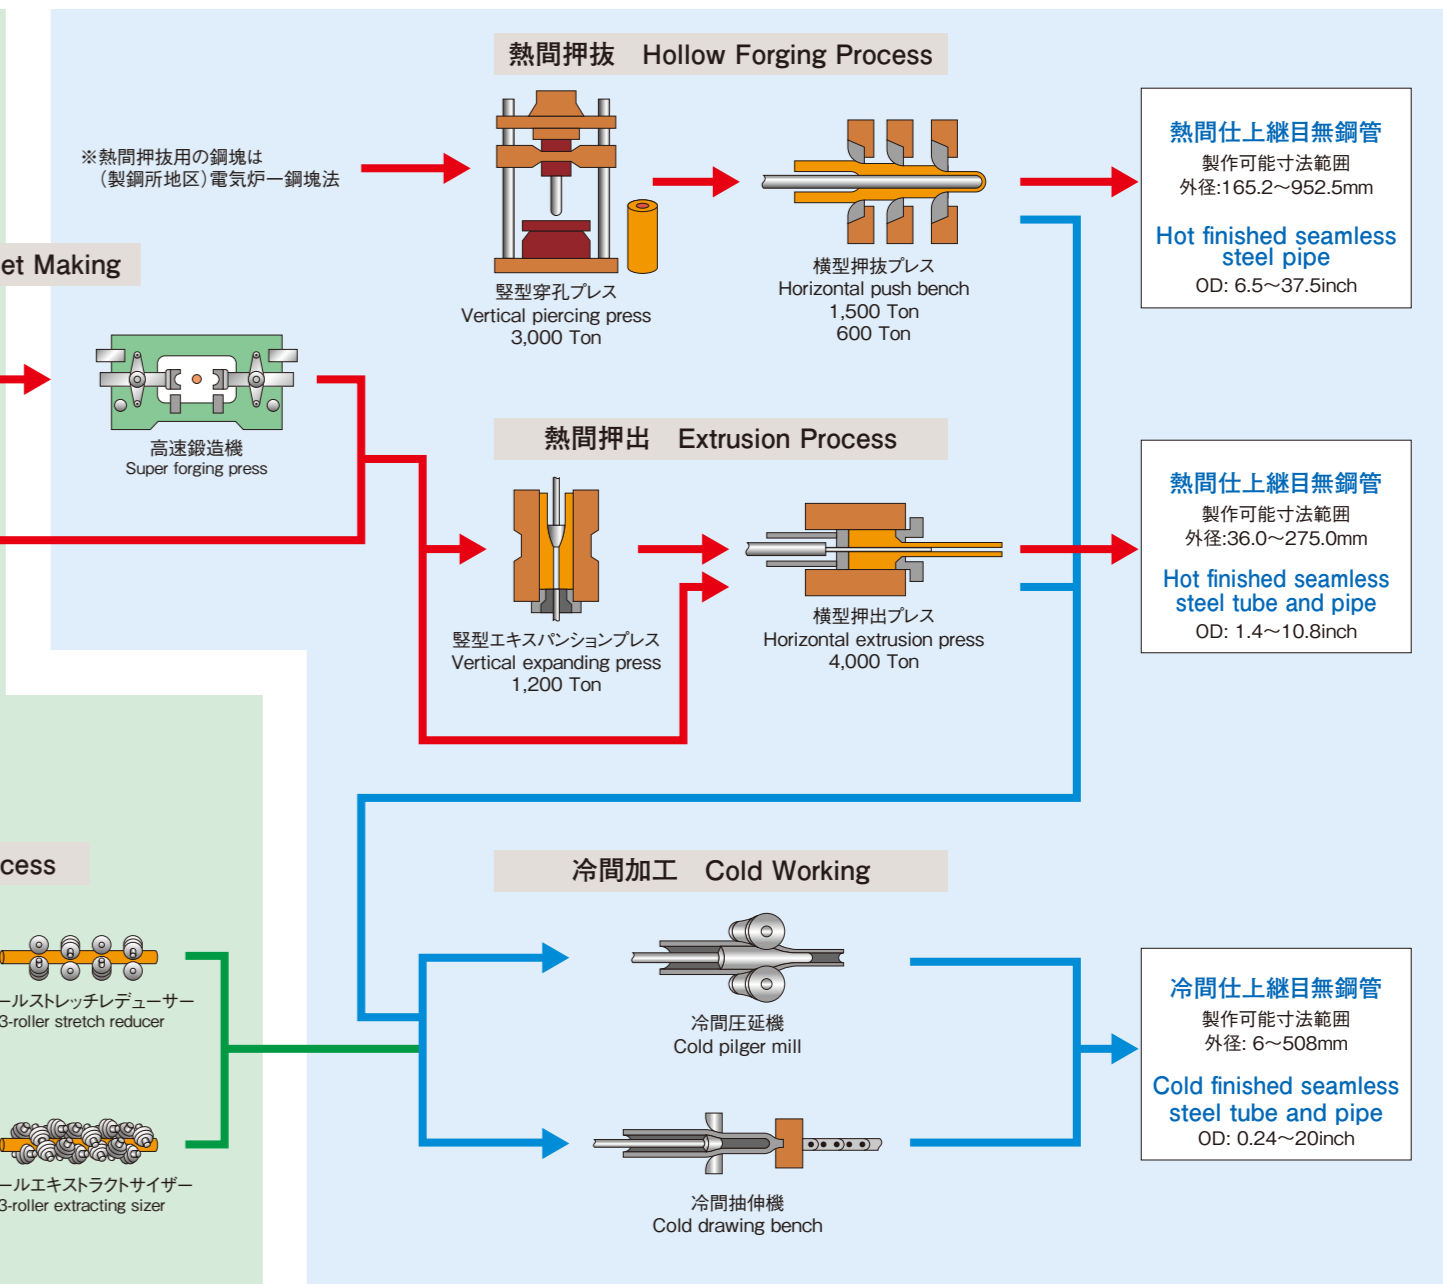 熱間押抜　Hollow Forging Process
※熱間押抜用の鋼塊は
（製鋼所地区）電気炉ー鋼塊法
竪型穿孔プレス
Vertical piercing press
3,000 Ton
横型押抜プレス
Horizontal push bench
1,500 Ton
600 Ton
熱間仕上継目無鋼管
製作可能寸法範囲
外径:165.2〜952.5mm
Hot finished seamless
steel pipe
OD: 6.5〜37.5inch
et Making
高速鍛造機
Super forging press
熱間押出　Extrusion Process
竪型エキスパンションプレス
Vertical expanding press
1,200 Ton
横型押出プレス
Horizontal extrusion press
4,000 Ton
熱間仕上継目無鋼管
製作可能寸法範囲
外径:36.0〜275.0mm
Hot finished seamless
steel tube and pipe
OD: 1.4〜10.8inch
cess
ールストレッチレデューサー
3-roller stretch reducer
ールエキストラクトサイザー
3-roller extracting sizer
冷間加工　Cold Working
冷間圧延機
Cold pilger mill
冷間抽伸機
Cold drawing bench
冷間仕上継目無鋼管
製作可能寸法範囲
外径: 6〜508mm
Cold finished seamless
steel tube and pipe
OD: 0.24〜20inch